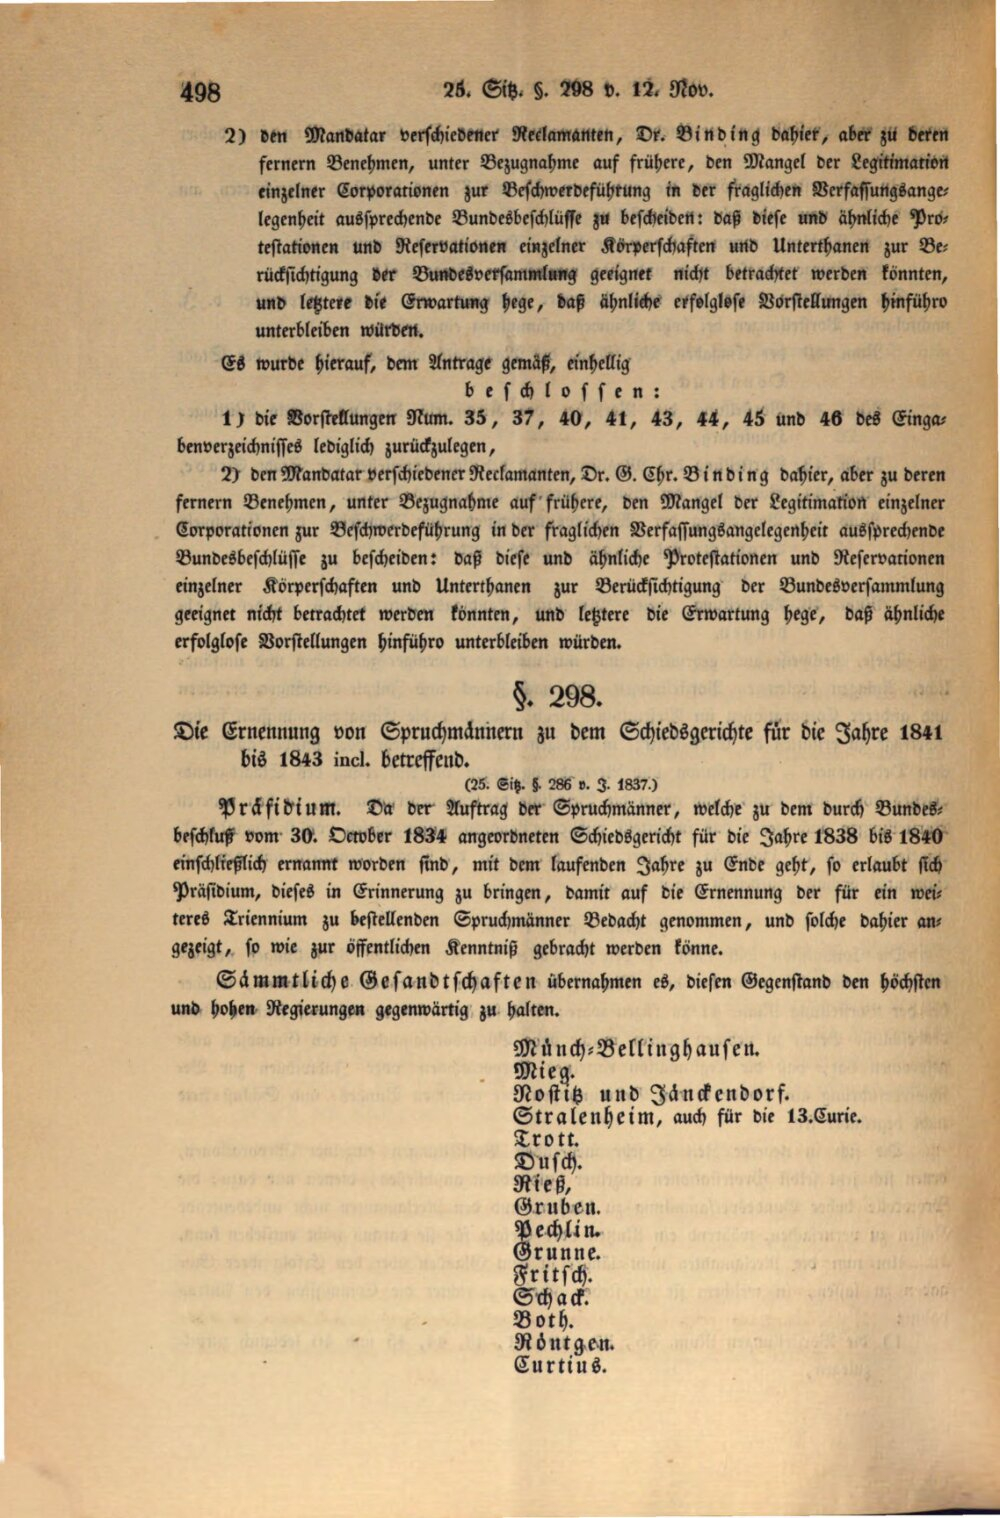 498
25. Sitz. §. 298 v. 12. Nov.
2) den Mandatar verschiedener Reclamanten, Dr. Binding dahier, aber zu deren
fernern Benehmen, unter Bezugnahme auf frühere, den Mangel der Legitimation
einzelner Corporationen zur Beschwerdeführung in der fraglichen Verfassungsange-
legenheit aussprechende Bundesbeschlüsse zu bescheiden: daß diese und ähnliche Pro-
testationen und Reservationen einzelner Körperschaften und Unterthanen zur Be-
rücksichtigung der Bundesversammlung geeignet nicht betrachtet werden könnten,
und letztere die Erwartung hege, daß ähnliche erfolglose Vorstellungen hinführo
unterbleiben würden.
Es wurde hierauf, dem Antrage gemäß, einhellig
beschlossen:
1) die Vorstellungen Num. 35, 37, 40, 41, 43, 44, 45 und 46 des Einga-
benverzeichnisses lediglich zurückzulegen,
2) den Mandatar verschiedener Reclamanten, Dr. G. Chr. Binding dahier, aber zu deren
fernern Benehmen, unter Bezugnahme auf frühere, den Mangel der Legitimation einzelner
Corporationen zur Beschwerdeführung in der fraglichen Verfassungsangelegenheit aussprechende
Bundesbeschlüsse zu bescheiden: daß diese und ähnliche Protestationen und Reservationen
einzelner Körperschaften und Unterthanen zur Berücksichtigung der Bundesversammlung
geeignet nicht betrachtet werden könnten, und letztere die Erwartung hege, daß ähnliche
erfolglose Vorstellungen hinführo unterbleiben würden.
§. 298.
Die Ernennung von Spruchmännern zu dem Schiedsgerichte für die Jahre 1841
bis 1843 incl. betreffend.
(25. Sitz. §. 286 v. J. 1837.)
Präsidium. Da der Auftrag der Spruchmänner, welche zu dem durch Bundes-
beschluß vom 30. October 1834 angeordneten Schiedsgericht für die Jahre 1838 bis 1840
einschließlich ernannt worden sind, mit dem laufenden Jahre zu Ende geht, so erlaubt sich
Präsidium, dieses in Erinnerung zu bringen, damit auf die Ernennung der für ein wei-
teres Triennium zu bestellenden Spruchmänner Bedacht genommen, und solche dahier an-
gezeigt, so wie zur öffentlichen Kenntniß gebracht werden könne.
Sämmtliche Gesandtschaften übernahmen es, diesen Gegenstand den höchsten
und hohen Regierungen gegenwärtig zu halten.
Münch-Bellinghausen.
Mieg.
Nostitz und Jänckendorf.
Stralenheim, auch für die 13. Curie.
Trott.
Dusch.
Rieß,
Gruben.
Pechlin.
Grunne.
Fritsch.
Schack.
Both.
Röntgen.
Curtius.